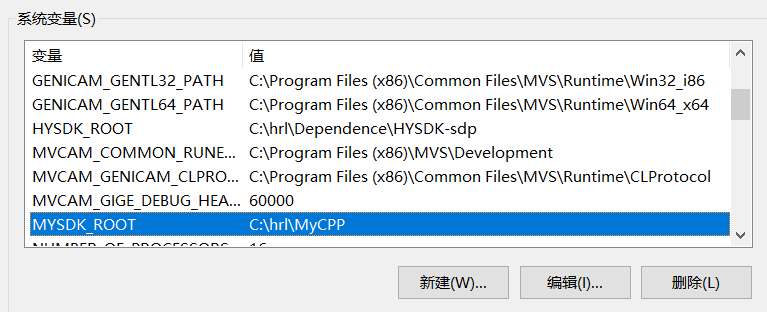 系统变量(S)
变量 值
GENICAM_GENTL32_PATH C:\Program Files (x86)\Common Files\MVS\Runtime\Win32_i86
GENICAM_GENTL64_PATH C:\Program Files (x86)\Common Files\MVS\Runtime\Win64_x64
HYSDK_ROOT C:\hrl\Dependence\HYSDK-sdp
MVCAM_COMMON_RUNE... C:\Program Files (x86)\MVS\Development
MVCAM_GENICAM_CLPRO... C:\Program Files (x86)\Common Files\MVS\Runtime\CLProtocol
MVCAM_GIGE_DEBUG_HEA... 60000
MYSDK_ROOT C:\hrl\MyCPP
NUMBER_OF_PROCESSORS 16
新建(W)... 编辑(I)... 删除(L)